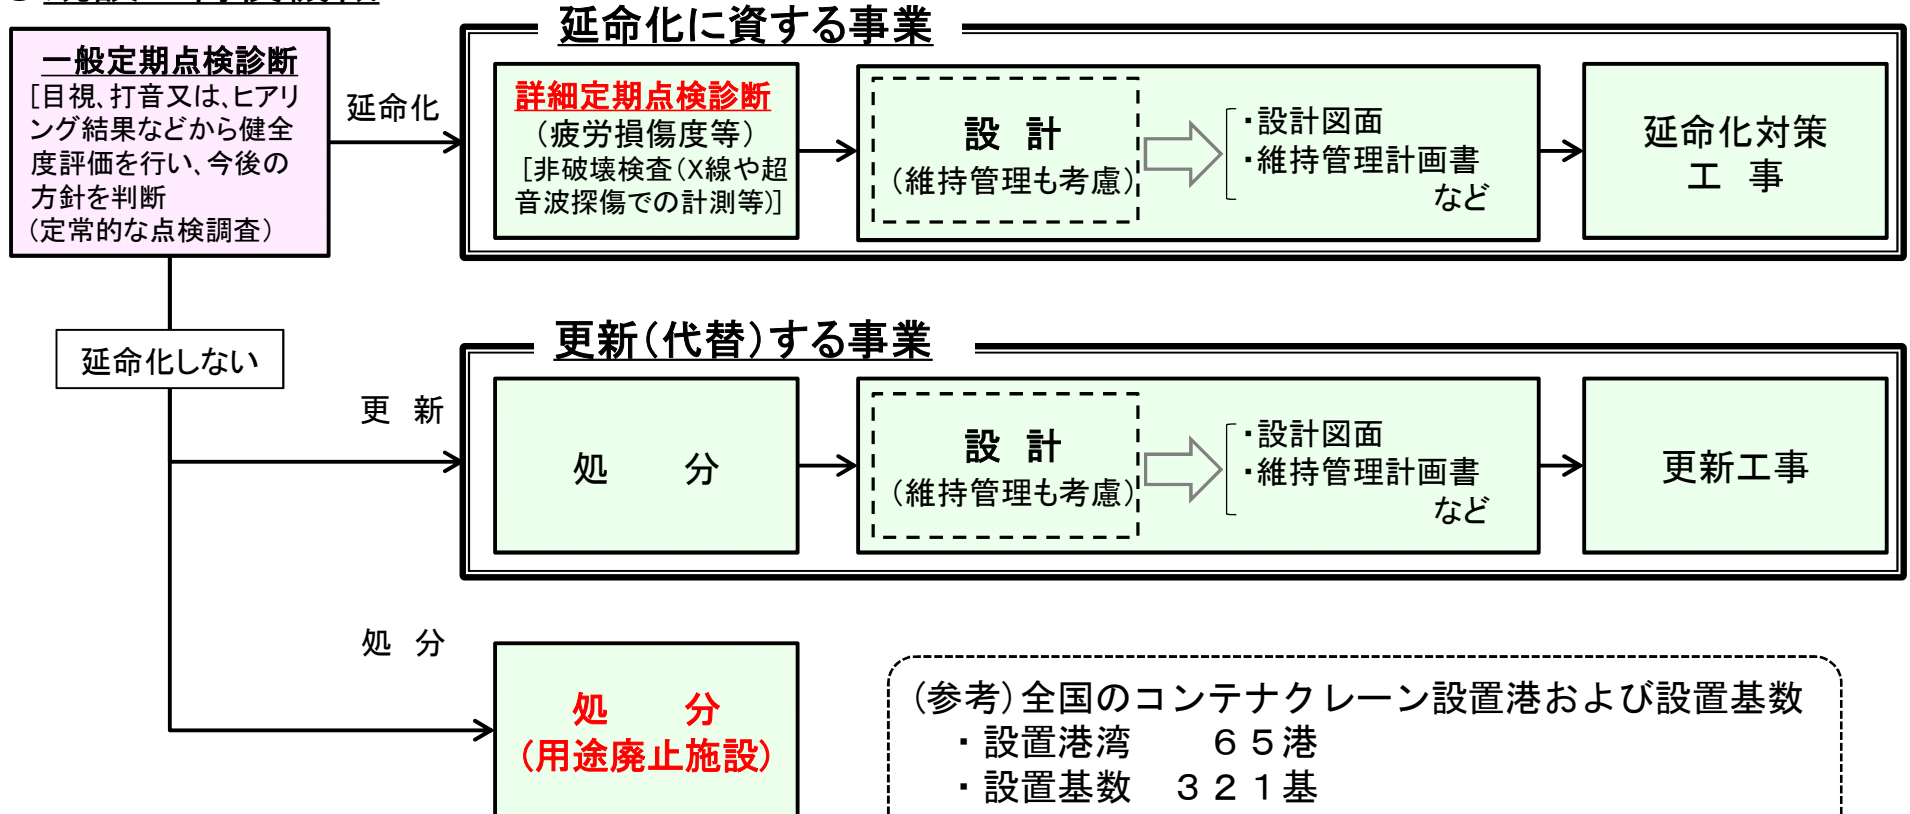 一般定期点検診断
[目視、打音又は、ヒアリ
ング結果などから健全
度評価を行い、今後の
方針を判断
(定常的な点検調査)
延命化
延命化に資する事業
詳細定期点検診断
(疲労損傷度等)
[非破壊検査(X線や超
音波探傷での計測等)]
設 計
(維持管理も考慮)
・設計図面
・維持管理計画書
など
延命化対策
工 事
延命化しない
更 新
更新(代替)する事業
処 分
設 計
(維持管理も考慮)
・設計図面
・維持管理計画書
など
更新工事
処 分
処 分
(用途廃止施設)
(参考)全国のコンテナクレーン設置港および設置基数
・設置港湾 65港
・設置基数 321基